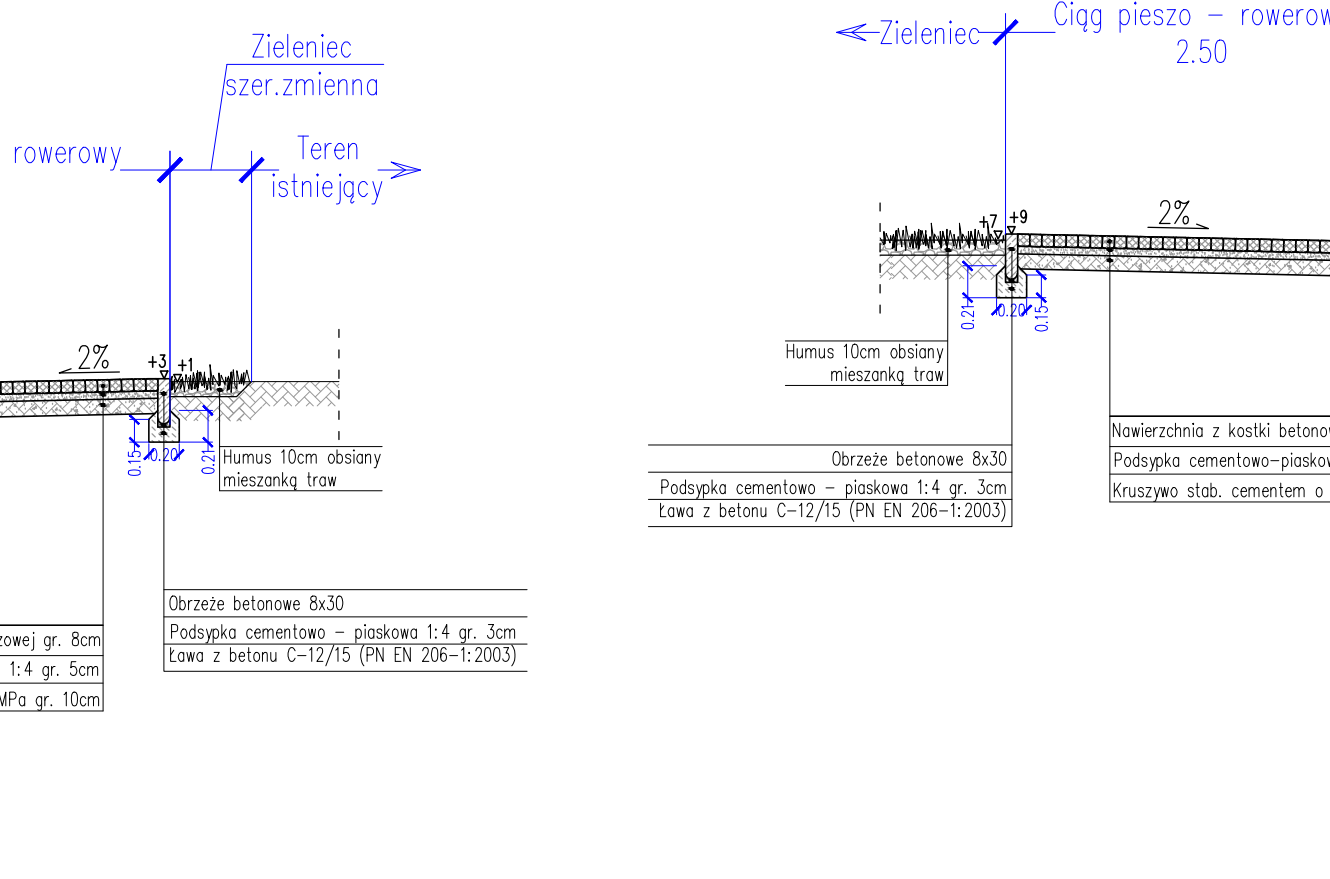 Zieleniec
szer.zmienna
rowerowy
Teren
istniejący
2%
+3
+1
0.15
0.20
0.21
Humus 10cm obsiany
mieszanką traw
Obrzeże betonowe 8x30
Podsypka cementowo – piaskowa 1:4 gr. 3cm
Ława z betonu C–12/15 (PN EN 206–1:2003)
zowej gr. 8cm
1:4 gr. 5cm
MPa gr. 10cm
Zieleniec
Ciąg pieszo – rowerow
2.50
+7
+9
2%
0.21
0.20
0.15
Humus 10cm obsiany
mieszanką traw
Obrzeże betonowe 8x30
Podsypka cementowo – piaskowa 1:4 gr. 3cm
Ława z betonu C–12/15 (PN EN 206–1:2003)
Nawierzchnia z kostki betonow
Podsypka cementowo–piaskow
Kruszywo stab. cementem o